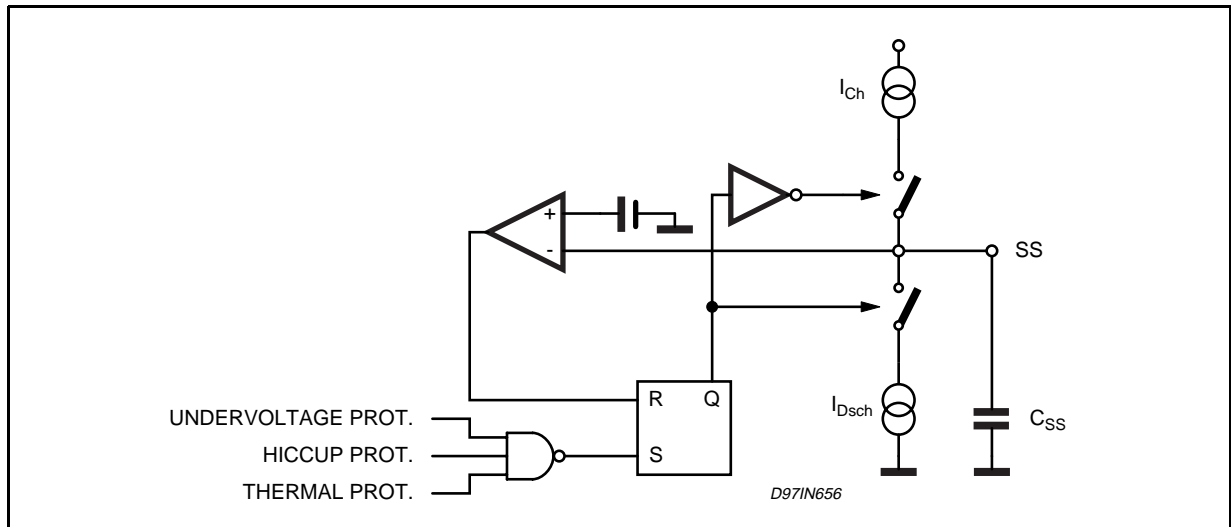 I_Ch
+
-
SS
R Q
UNDERVOLTAGE PROT.
HICCUP PROT.
S
THERMAL PROT.
I_Dsch
C_SS
D97IN656